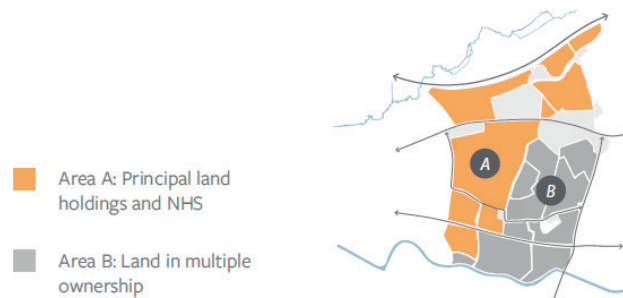 Area A: Principal land
holdings and NHS
Area B: Land in multiple
ownership
A
B